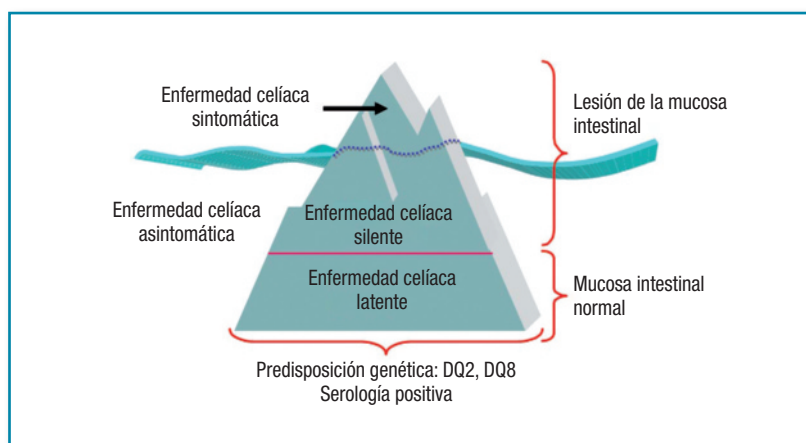 Enfermedad celíaca
sintomática
Lesión de la mucosa
intestinal
Enfermedad celíaca
asintomática
Enfermedad celíaca
silente
Enfermedad celíaca
latente
Mucosa intestinal
normal
Predisposición genética: DQ2, DQ8
Serología positiva